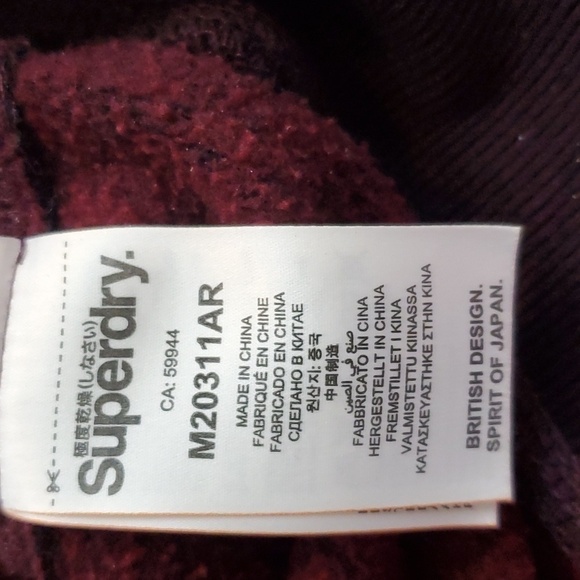 極度乾燥(しなさい)
Superdry.
CA: 59944
M20311AR
MADE IN CHINA
FABRIQUÉ EN CHINE
FABRICADO EN CHINA
СДЕЛАНО В КИТАЕ
원산지: 중국
中国制造
صنع في الصين
FABBRICATO IN CINA
HERGESTELLT IN CHINA
FREMSTILLET I KINA
VALMISTETTU KIINASSA
ΚΑΤΑΣΚΕΥΑΣΤΗΚΕ ΣΤΗΝ ΚΙΝΑ
BRITISH DESIGN.
SPIRIT OF JAPAN.